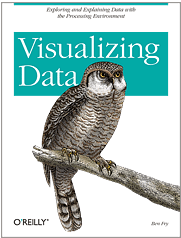 Exploring and Explaining Data with
the Processing Environment
Visualizing
Data
O'REILLY®
Ben Fry